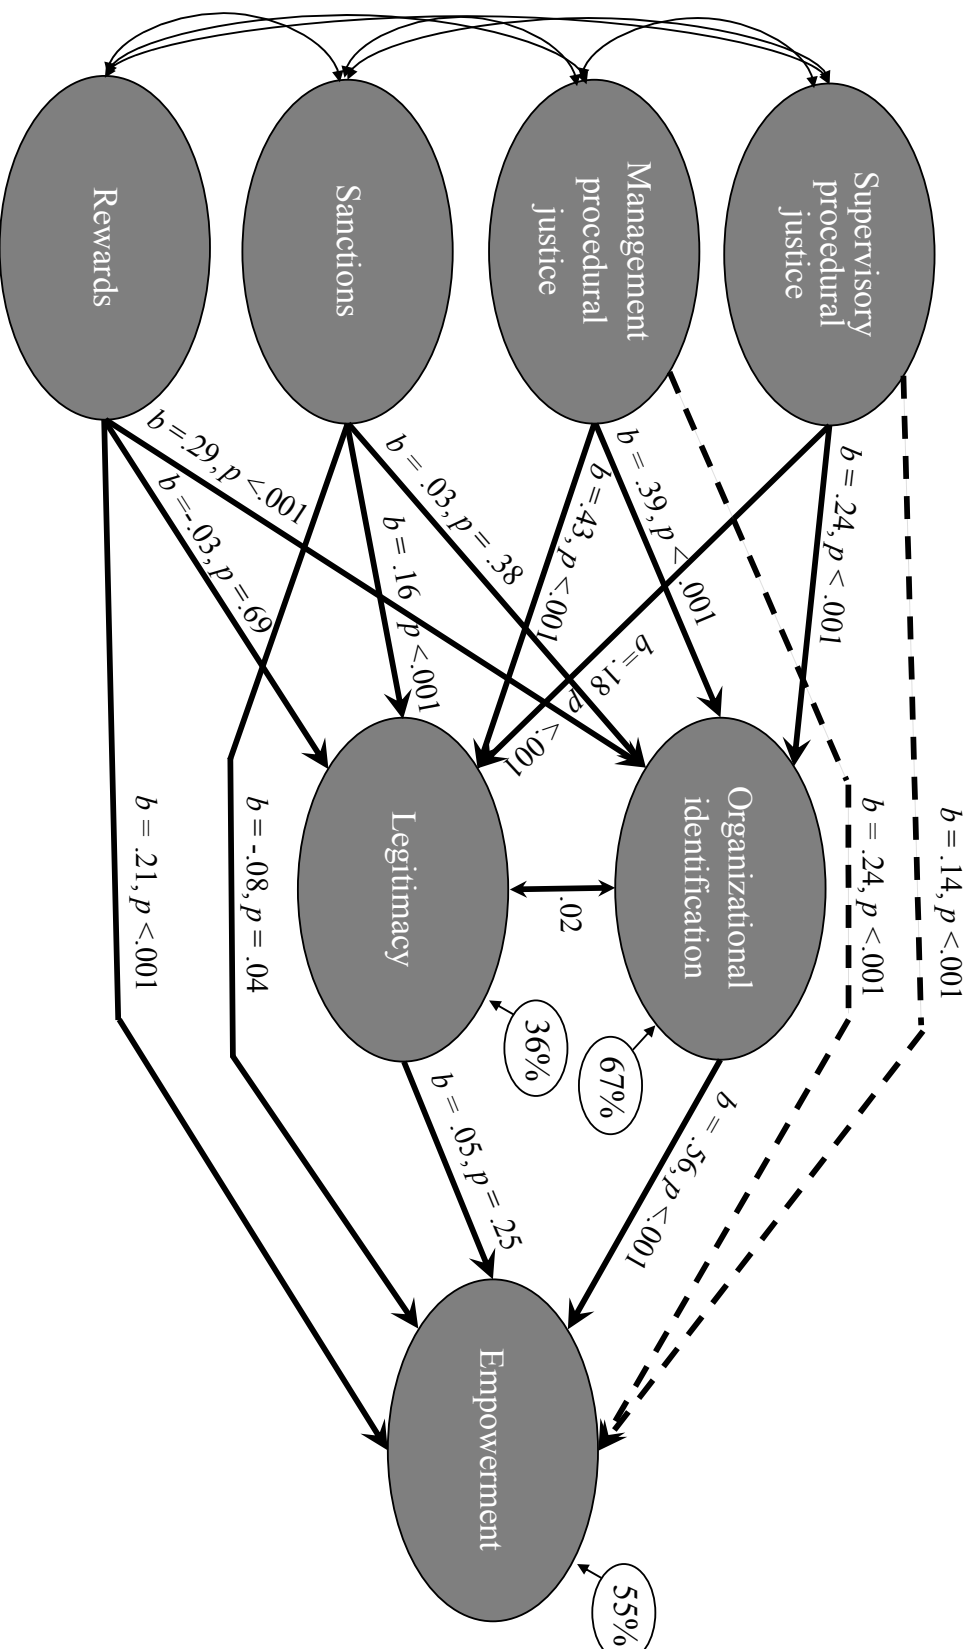 Supervisory
procedural
justice
Management
procedural
justice
Sanctions
Rewards
b = .14, p <.001
b = .24, p <.001
b = .24, p <.001
b = .39, p <.001
b =.18 p <.001
b =.43, p <.001
b = .03, p = .38
b = .16 p <.001
b =.29, p <.001
b =-.03, p =.69
b = -.08, p = .04
b = .21, p <.001
Organizational
identification
.02
Legitimacy
67%
36%
b = .56, p <.001
b = .05, p = .25
Empowerment
55%